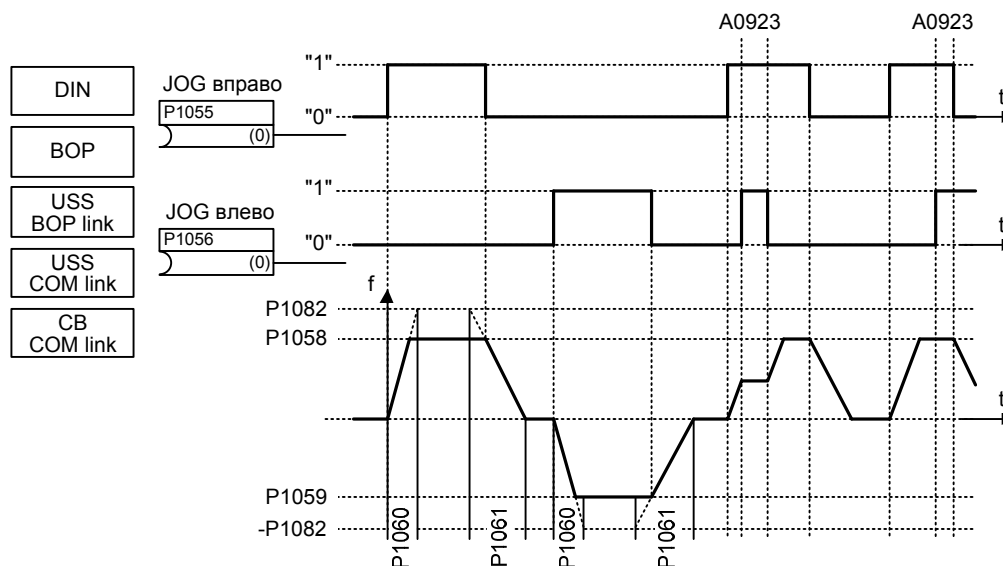 A0923
A0923
DIN
BOP
USS
BOP link
USS
COM link
CB
COM link
JOG вправо
P1055
(0)
"1"
"0"
t
JOG влево
P1056
(0)
"1"
"0"
t
f
P1082
P1058
t
P1059
-P1082
P1060
P1061
P1060
P1061